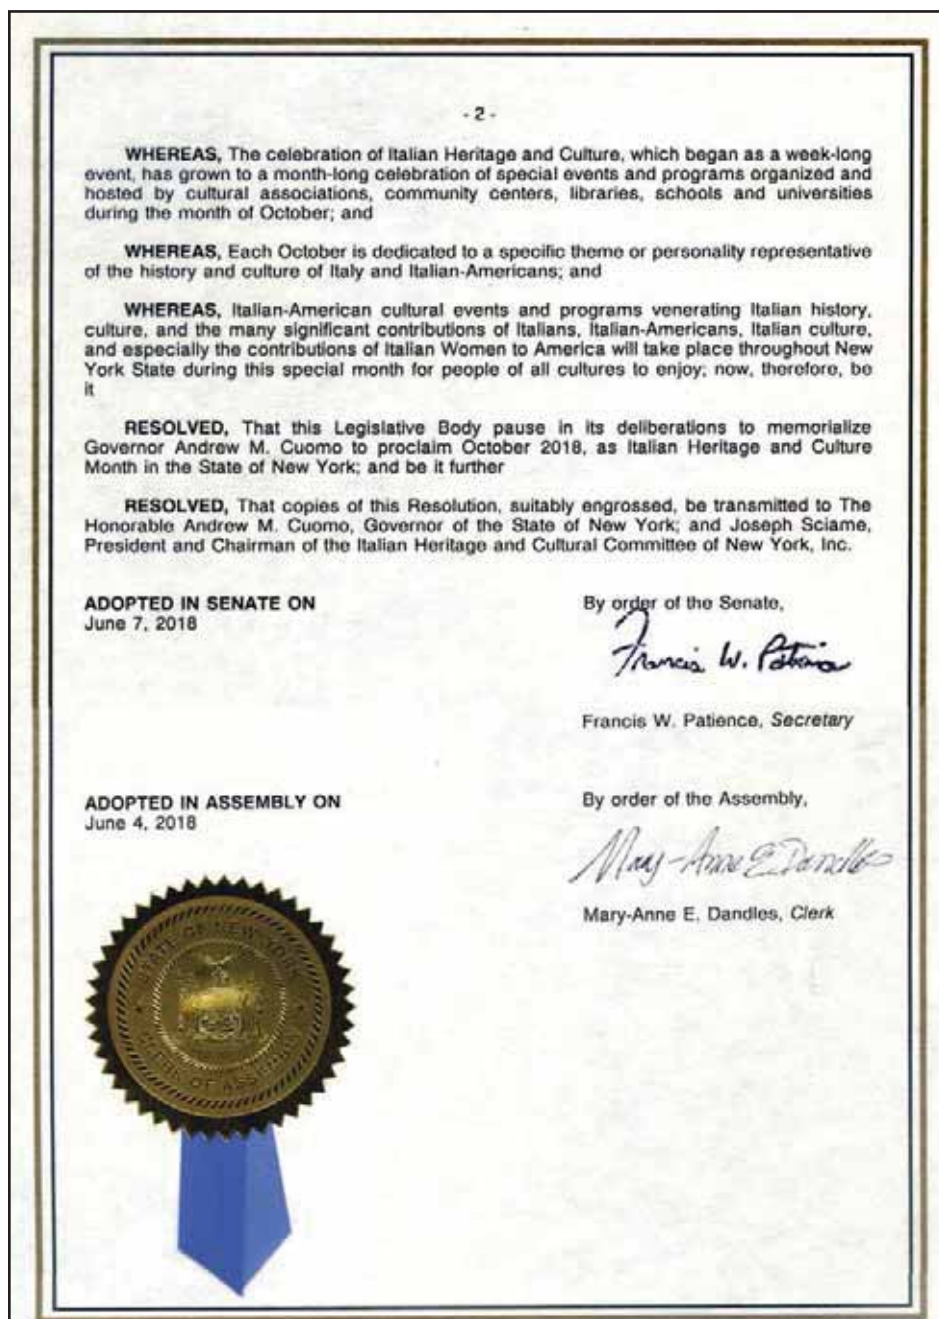 - 2 -
WHEREAS, The celebration of Italian Heritage and Culture, which began as a week-long
event, has grown to a month-long celebration of special events and programs organized and
hosted by cultural associations, community centers, libraries, schools and universities
during the month of October; and
WHEREAS, Each October is dedicated to a specific theme or personality representative
of the history and culture of Italy and Italian-Americans; and
WHEREAS, Italian-American cultural events and programs venerating Italian history,
culture, and the many significant contributions of Italians, Italian-Americans, Italian culture,
and especially the contributions of Italian Women to America will take place throughout New
York State during this special month for people of all cultures to enjoy; now, therefore, be
it
RESOLVED, That this Legislative Body pause in its deliberations to memorialize
Governor Andrew M. Cuomo to proclaim October 2018, as Italian Heritage and Culture
Month in the State of New York; and be it further
RESOLVED, That copies of this Resolution, suitably engrossed, be transmitted to The
Honorable Andrew M. Cuomo, Governor of the State of New York; and Joseph Sciame,
President and Chairman of the Italian Heritage and Cultural Committee of New York, Inc.
ADOPTED IN SENATE ON
June 7, 2018
By order of the Senate,
Francis W. Patience
Francis W. Patience, Secretary
ADOPTED IN ASSEMBLY ON
June 4, 2018
By order of the Assembly,
Mary-Anne E. Dandles
Mary-Anne E. Dandles, Clerk
STATE OF NEW YORK
OF ASSEMBLY